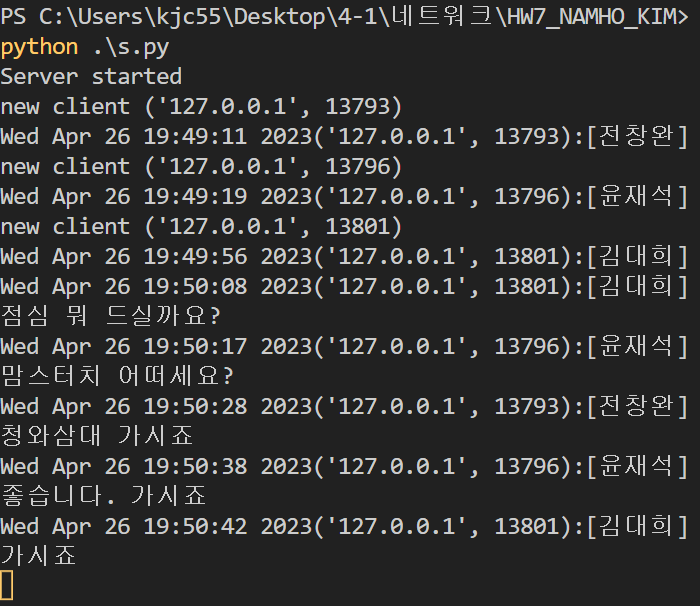 PS C:\Users\kjc55\Desktop\4-1\네트워크\HW7_NAMHO_KIM>
python .\s.py
Server started
new client ('127.0.0.1', 13793)
Wed Apr 26 19:49:11 2023('127.0.0.1', 13793):[전창완]
new client ('127.0.0.1', 13796)
Wed Apr 26 19:49:19 2023('127.0.0.1', 13796):[윤재석]
new client ('127.0.0.1', 13801)
Wed Apr 26 19:49:56 2023('127.0.0.1', 13801):[김대희]
Wed Apr 26 19:50:08 2023('127.0.0.1', 13801):[김대희]
점심 뭐 드실까요?
Wed Apr 26 19:50:17 2023('127.0.0.1', 13796):[윤재석]
맘스터치 어떠세요?
Wed Apr 26 19:50:28 2023('127.0.0.1', 13793):[전창완]
청와삼대 가시죠
Wed Apr 26 19:50:38 2023('127.0.0.1', 13796):[윤재석]
좋습니다. 가시죠
Wed Apr 26 19:50:42 2023('127.0.0.1', 13801):[김대희]
가시죠